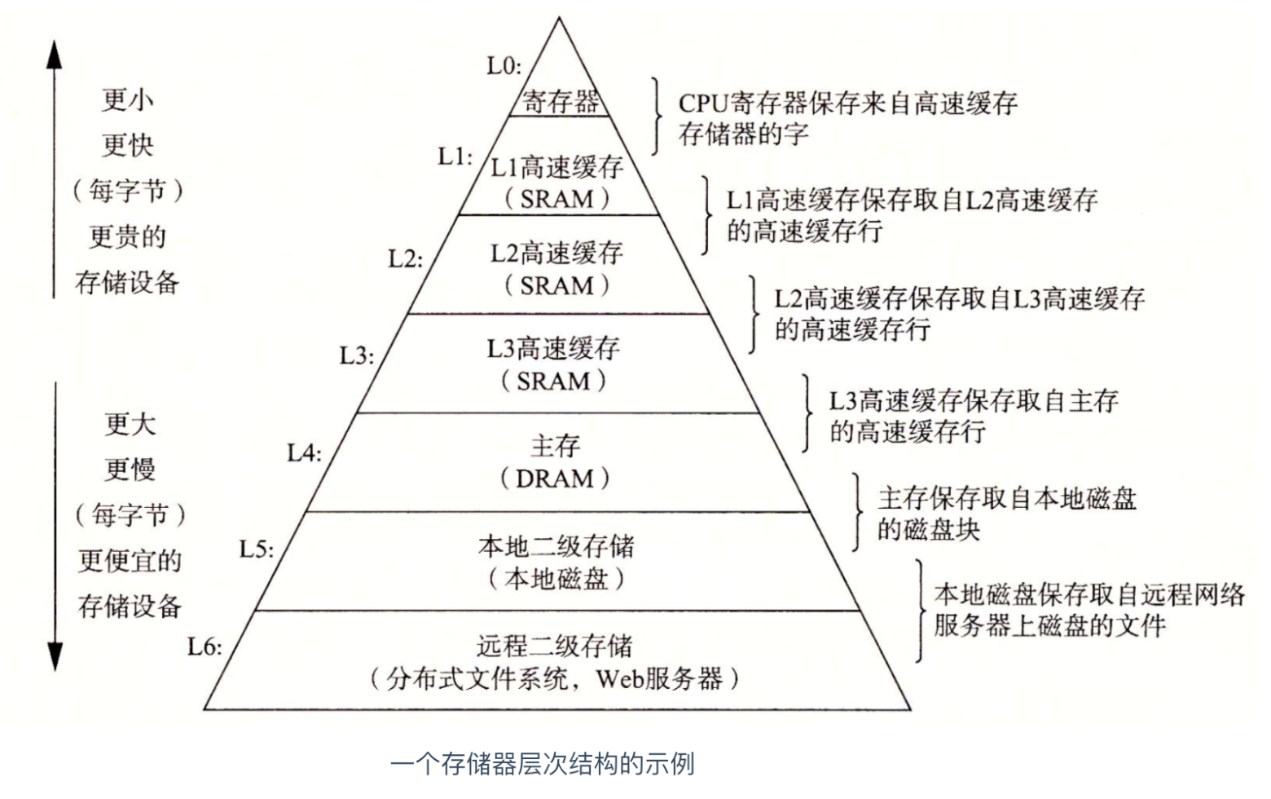 更小
更快
（每字节）
更贵的
存储设备
更大
更慢
（每字节）
更便宜的
存储设备
L0:
寄存器
L1:
L1高速缓存
（SRAM）
L2:
L2高速缓存
（SRAM）
L3:
L3高速缓存
（SRAM）
L4:
主存
（DRAM）
L5:
本地二级存储
（本地磁盘）
L6:
远程二级存储
（分布式文件系统，Web服务器）
CPU寄存器保存来自高速缓存
存储器的字
L1高速缓存保存取自L2高速缓存
的高速缓存行
L2高速缓存保存取自L3高速缓存
的高速缓存行
L3高速缓存保存取自主存
的高速缓存行
主存保存取自本地磁盘
的磁盘块
本地磁盘保存取自远程网络
服务器上磁盘的文件
一个存储器层次结构的示例